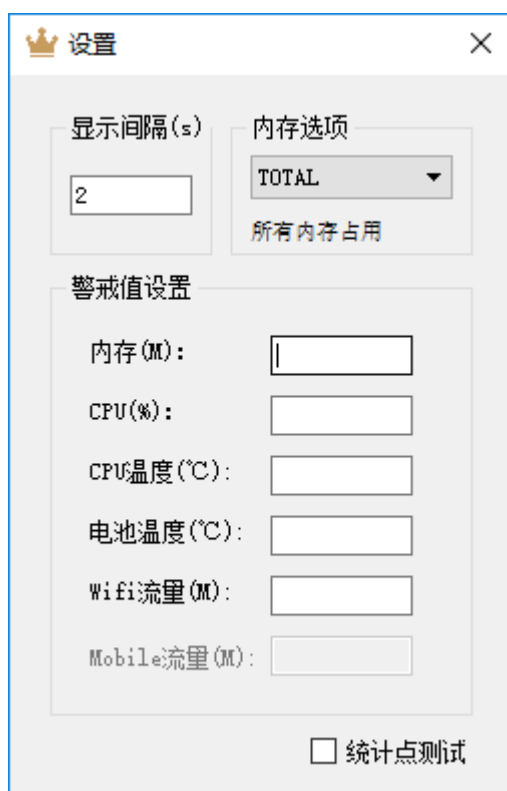 设置
显示间隔(s)
2
内存选项
TOTAL
所有内存占用
警戒值设置
内存(M):
CPU(%):
CPU温度(℃):
电池温度(℃):
Wifi流量(M):
Mobile流量(M):
统计点测试